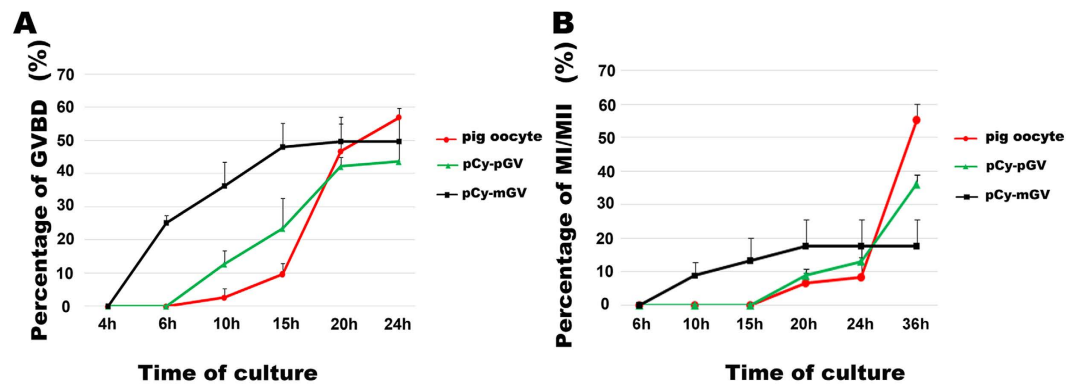 A
Percentage of GVBD (%)
70
60
50
40
30
20
10
0
4h 6h 10h 15h 20h 24h
Time of culture
pig oocyte
pCy-pGV
pCy-mGV
B
Percentage of MI/MII (%)
70
60
50
40
30
20
10
0
6h 10h 15h 20h 24h 36h
Time of culture
pig oocyte
pCy-pGV
pCy-mGV